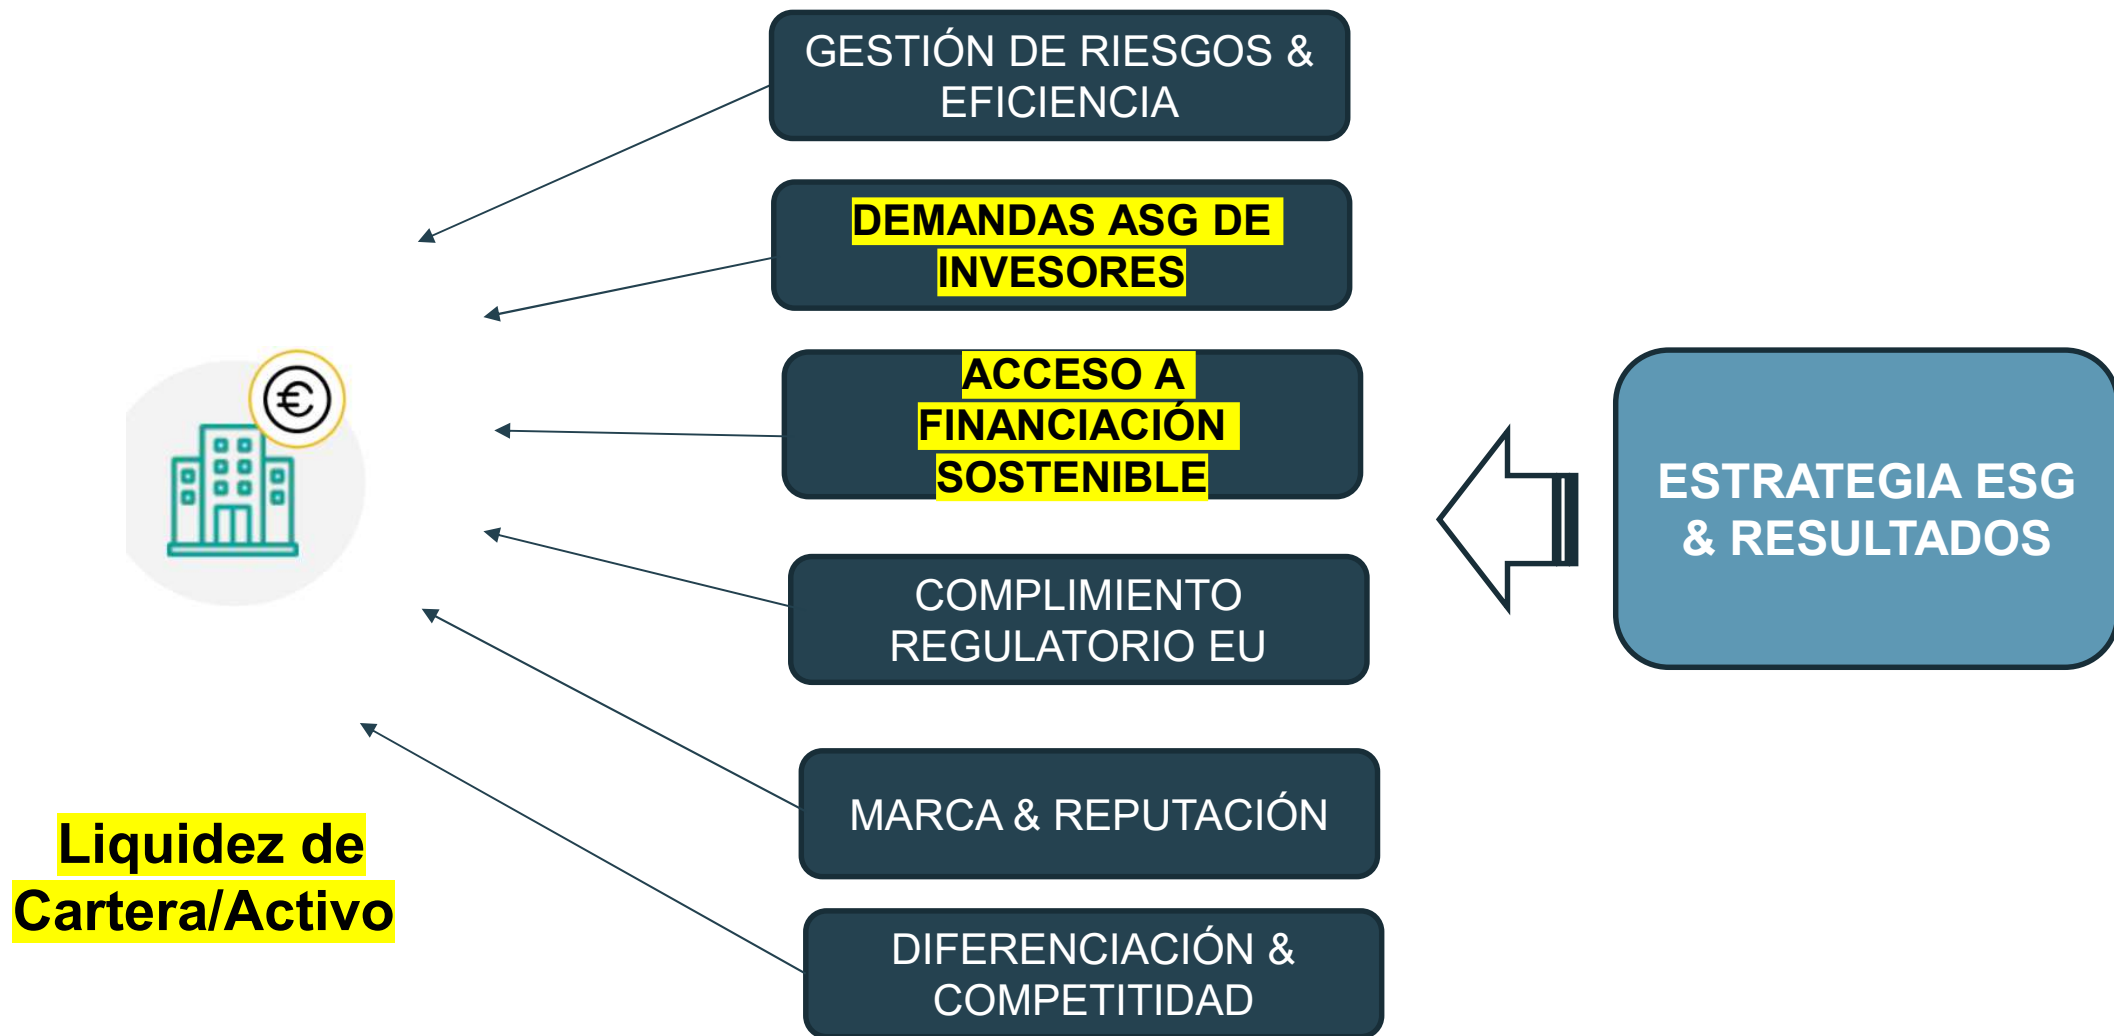 GESTIÓN DE RIESGOS &
EFICIENCIA
DEMANDAS ASG DE
INVESORES
ACCESO A
FINANCIACIÓN
SOSTENIBLE
COMPLIMIENTO
REGULATORIO EU
MARCA & REPUTACIÓN
DIFERENCIACIÓN &
COMPETITIDAD
ESTRATEGIA ESG
& RESULTADOS
€
Liquidez de
Cartera/Activo